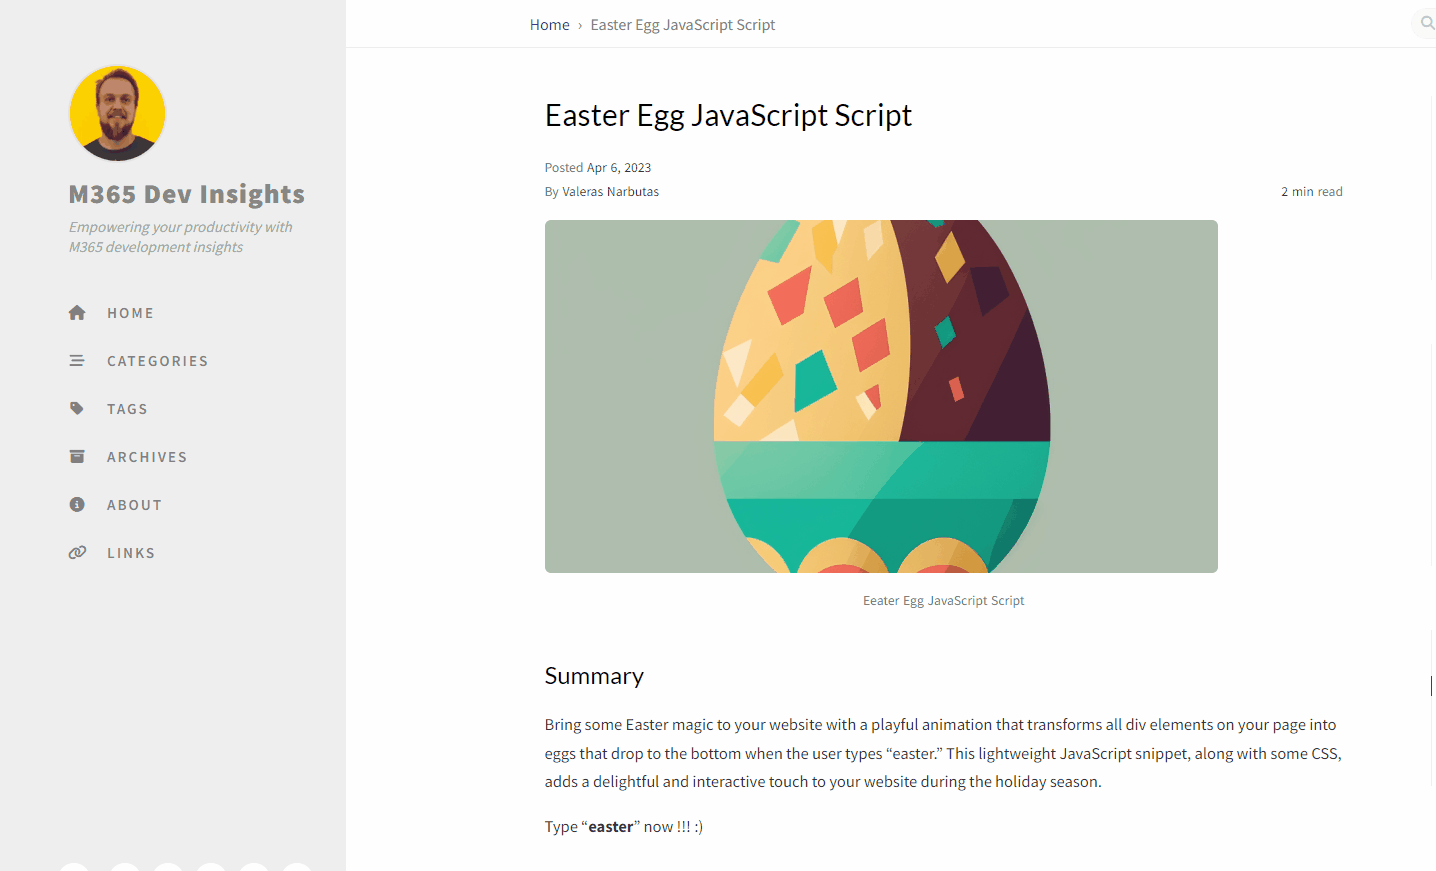 M365 Dev Insights
Empowering your productivity with
M365 development insights
HOME
CATEGORIES
TAGS
ARCHIVES
ABOUT
LINKS
Home › Easter Egg JavaScript Script
Easter Egg JavaScript Script
Posted Apr 6, 2023
By Valeras Narbutas
2 min read
Eeater Egg JavaScript Script
Summary
Bring some Easter magic to your website with a playful animation that transforms all div elements on your page into
eggs that drop to the bottom when the user types “easter.” This lightweight JavaScript snippet, along with some CSS,
adds a delightful and interactive touch to your website during the holiday season.
Type “easter” now !!! :)